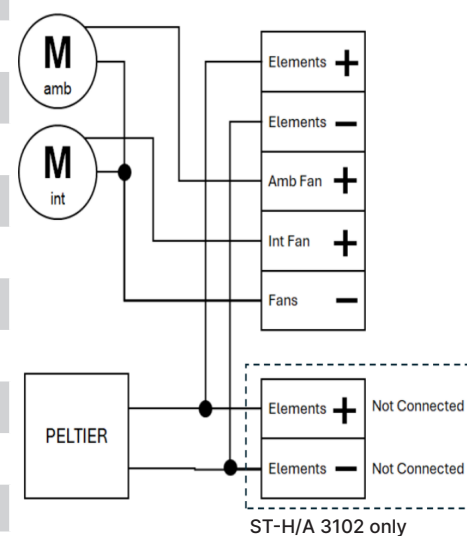 M
amb
M
int
Elements +
Elements −
Amb Fan +
Int Fan +
Fans −
PELTIER
Elements + Not Connected
Elements − Not Connected
ST-H/A 3102 only